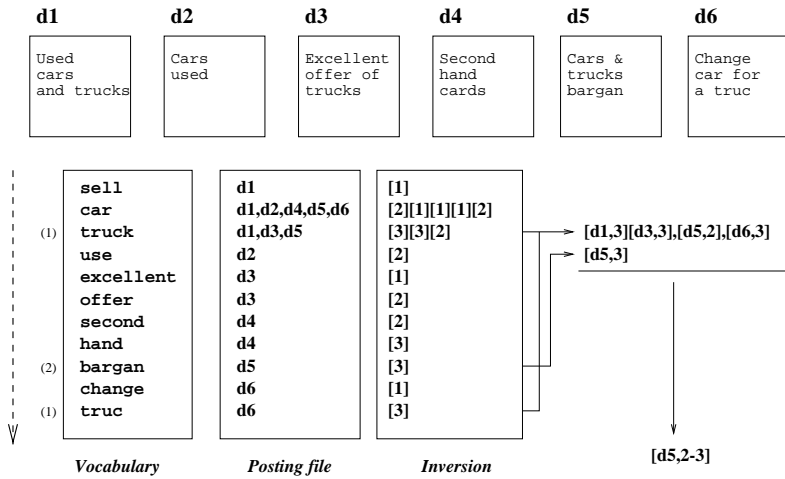 d1 d2 d3 d4 d5 d6
Used
cars
and trucks
Cars
used
Excellent
offer of
trucks
Second
hand
cards
Cars &
trucks
bargan
Change
car for
a truc
sell d1 [1]
car d1,d2,d4,d5,d6 [2][1][1][1][2]
(1) truck d1,d3,d5 [3][3][2] [d1,3][d3,3],[d5,2],[d6,3]
use d2 [2] [d5,3]
excellent d3 [1]
offer d3 [2]
second d4 [2]
hand d4 [3]
(2) bargan d5 [3]
change d6 [1]
(1) truc d6 [3]
Vocabulary Posting file Inversion [d5,2-3]